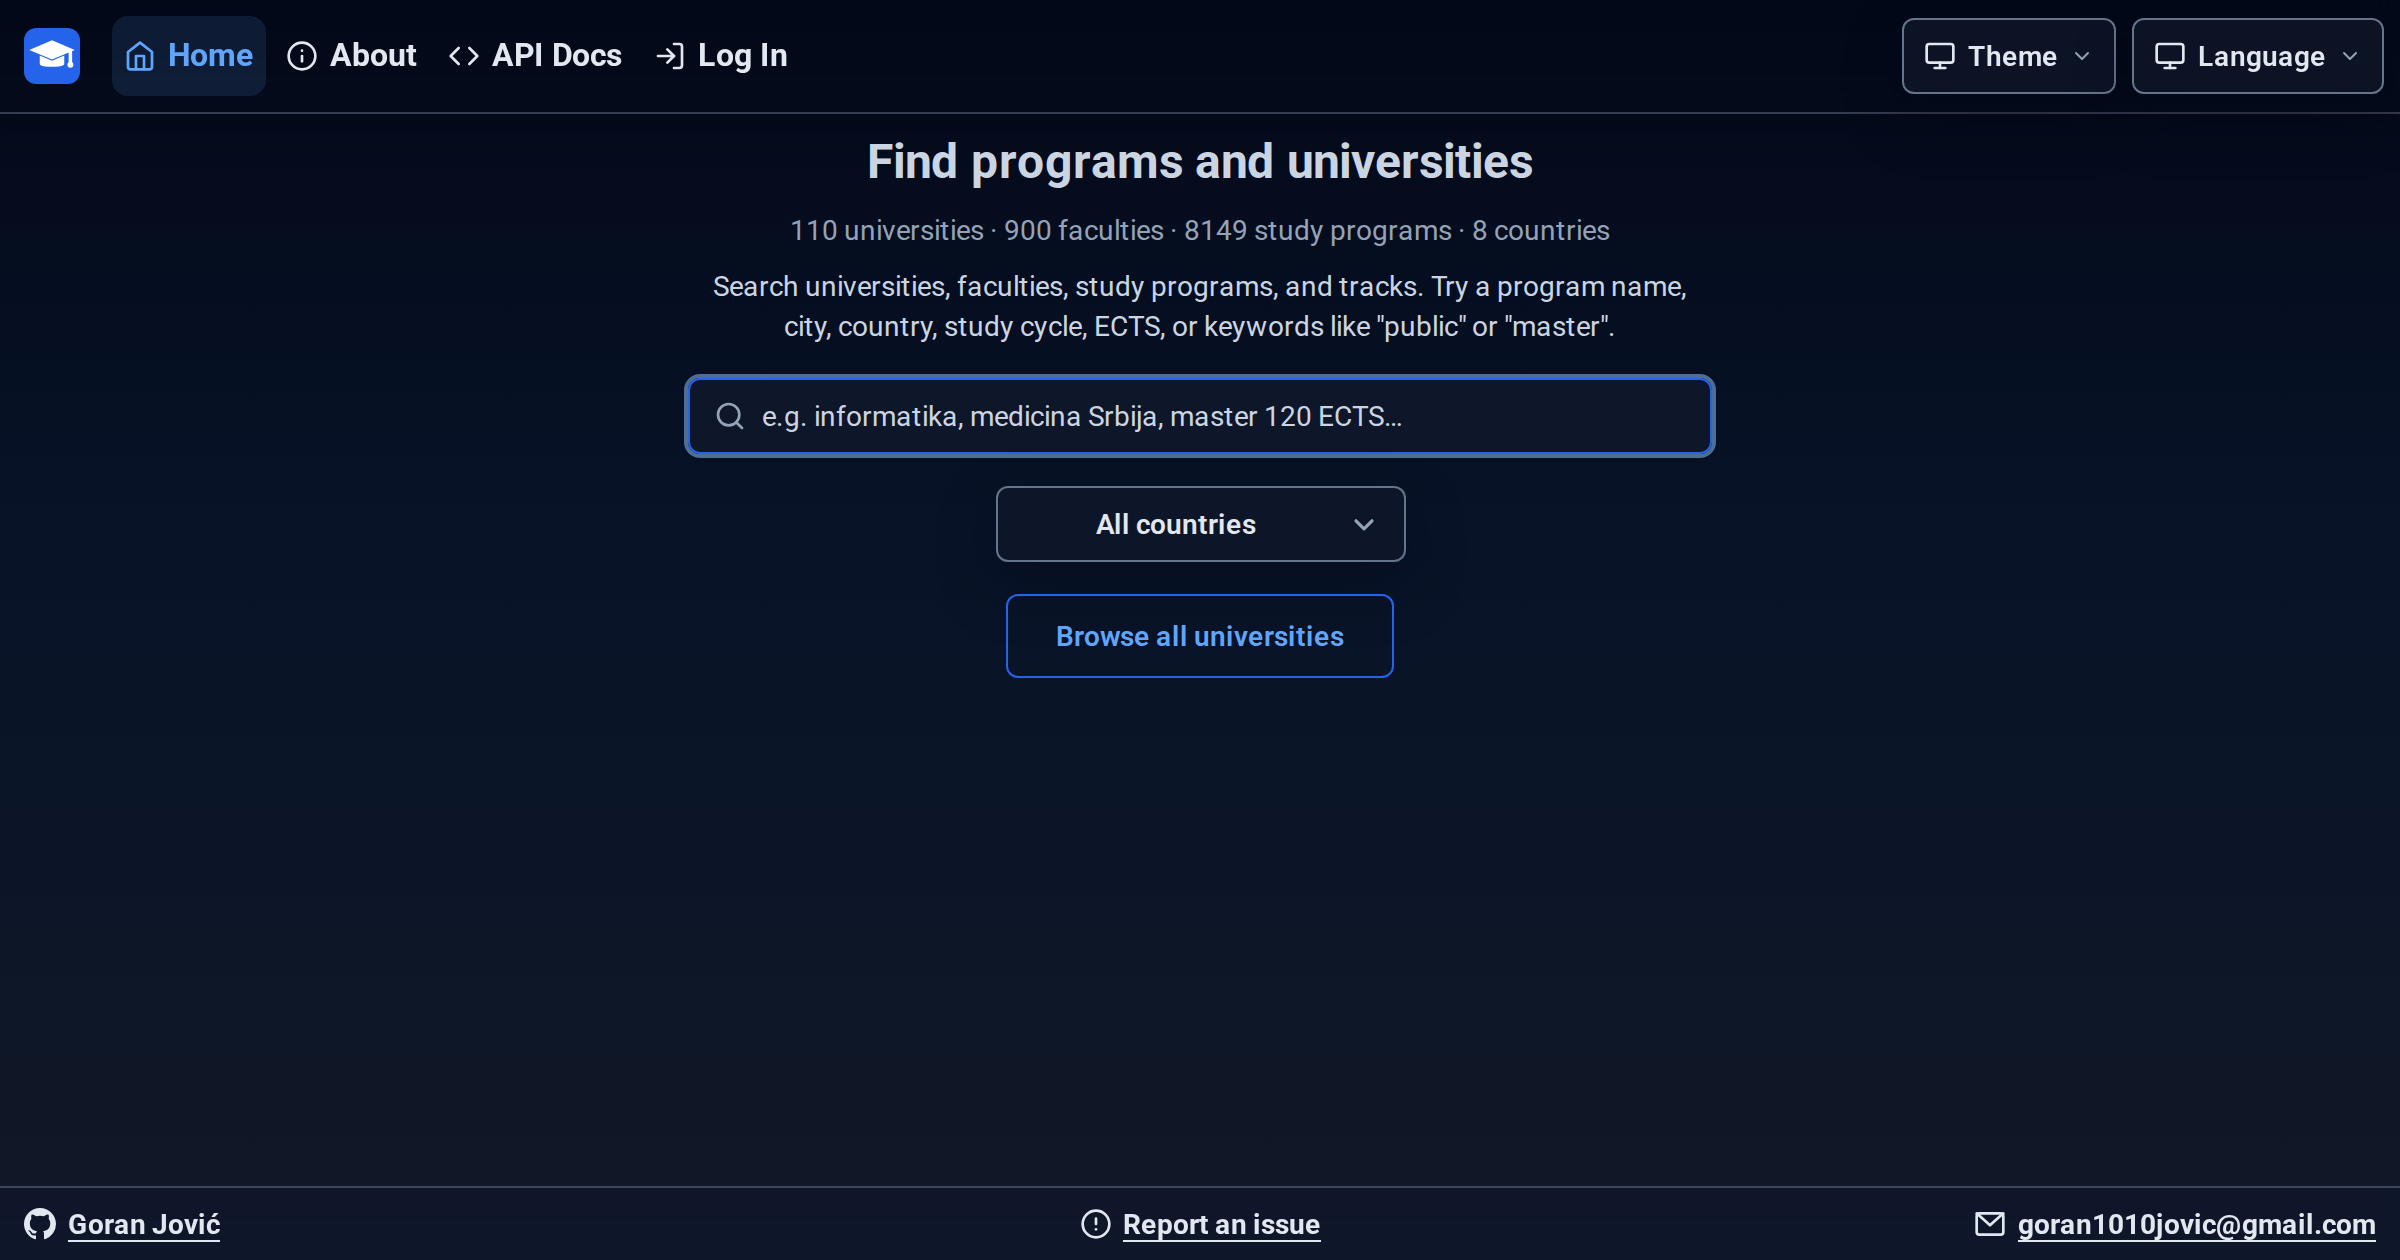 Home
About
API Docs
Log In
Theme
Language
Find programs and universities
110 universities · 900 faculties · 8149 study programs · 8 countries
Search universities, faculties, study programs, and tracks. Try a program name,
city, country, study cycle, ECTS, or keywords like "public" or "master".
e.g. informatika, medicina Srbija, master 120 ECTS...
All countries
Browse all universities
Goran Jović
Report an issue
goran1010jovic@gmail.com